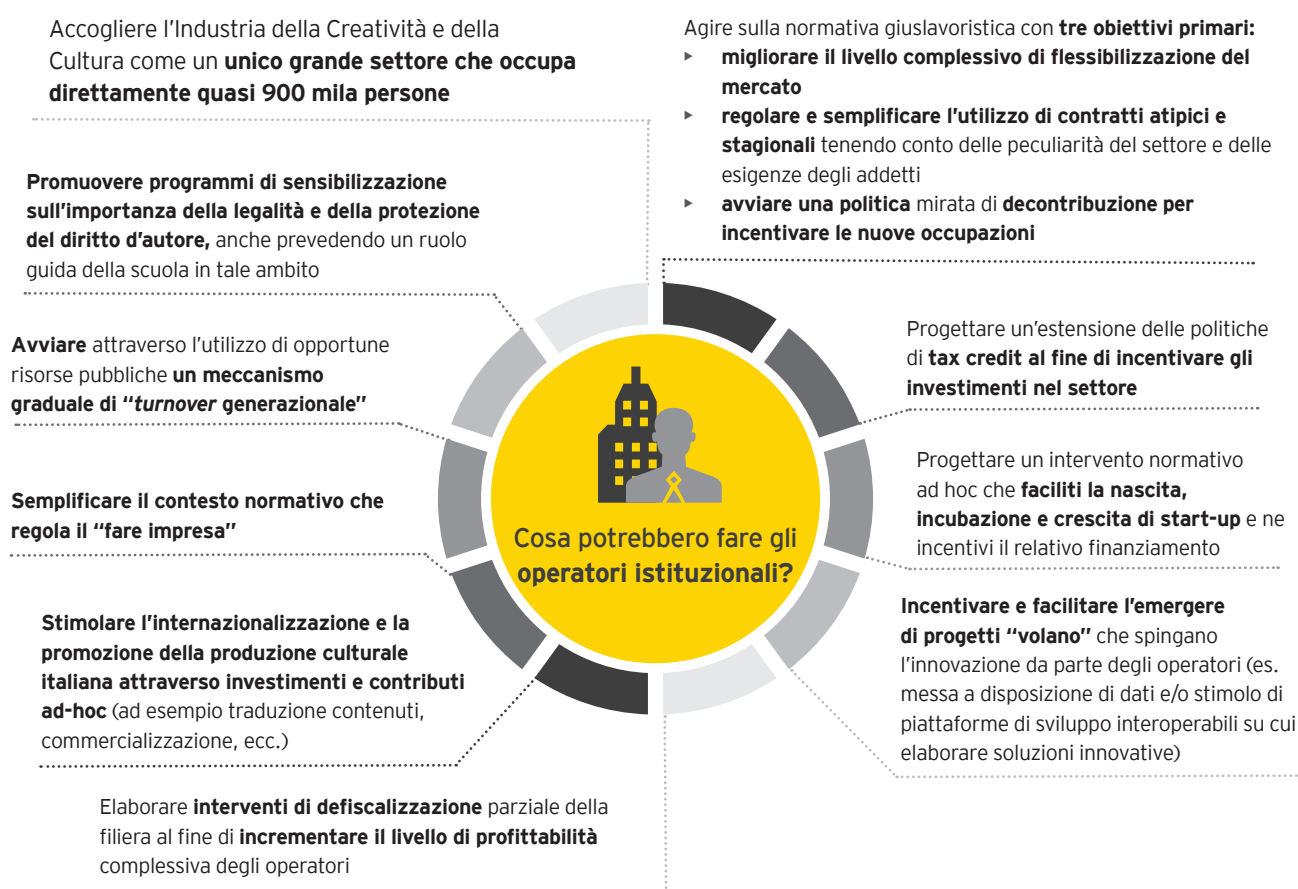 Accogliere l'Industria della Creatività e della
Cultura come un unico grande settore che occupa
direttamente quasi 900 mila persone
Promuovere programmi di sensibilizzazione
sull'importanza della legalità e della protezione
del diritto d'autore, anche prevedendo un ruolo
guida della scuola in tale ambito
Avviare attraverso l'utilizzo di opportune
risorse pubbliche un meccanismo
graduale di "turnover generazionale"
Semplificare il contesto normativo che
regola il "fare impresa"
Stimolare l'internazionalizzazione e la
promozione della produzione culturale
italiana attraverso investimenti e contributi
ad-hoc (ad esempio traduzione contenuti,
commercializzazione, ecc.)
Elaborare interventi di defiscalizzazione parziale della
filiera al fine di incrementare il livello di profittabilità
complessiva degli operatori
Cosa potrebbero fare gli
operatori istituzionali?
Agire sulla normativa giuslavoristica con tre obiettivi primari:
▸ migliorare il livello complessivo di flessibilizzazione del
mercato
▸ regolare e semplificare l'utilizzo di contratti atipici e
stagionali tenendo conto delle peculiarità del settore e delle
esigenze degli addetti
▸ avviare una politica mirata di decontribuzione per
incentivare le nuove occupazioni
Progettare un'estensione delle politiche
di tax credit al fine di incentivare gli
investimenti nel settore
Progettare un intervento normativo
ad hoc che faciliti la nascita,
incubazione e crescita di start-up e ne
incentivi il relativo finanziamento
Incentivare e facilitare l'emergere
di progetti "volano" che spingano
l'innovazione da parte degli operatori (es.
messa a disposizione di dati e/o stimolo di
piattaforme di sviluppo interoperabili su cui
elaborare soluzioni innovative)